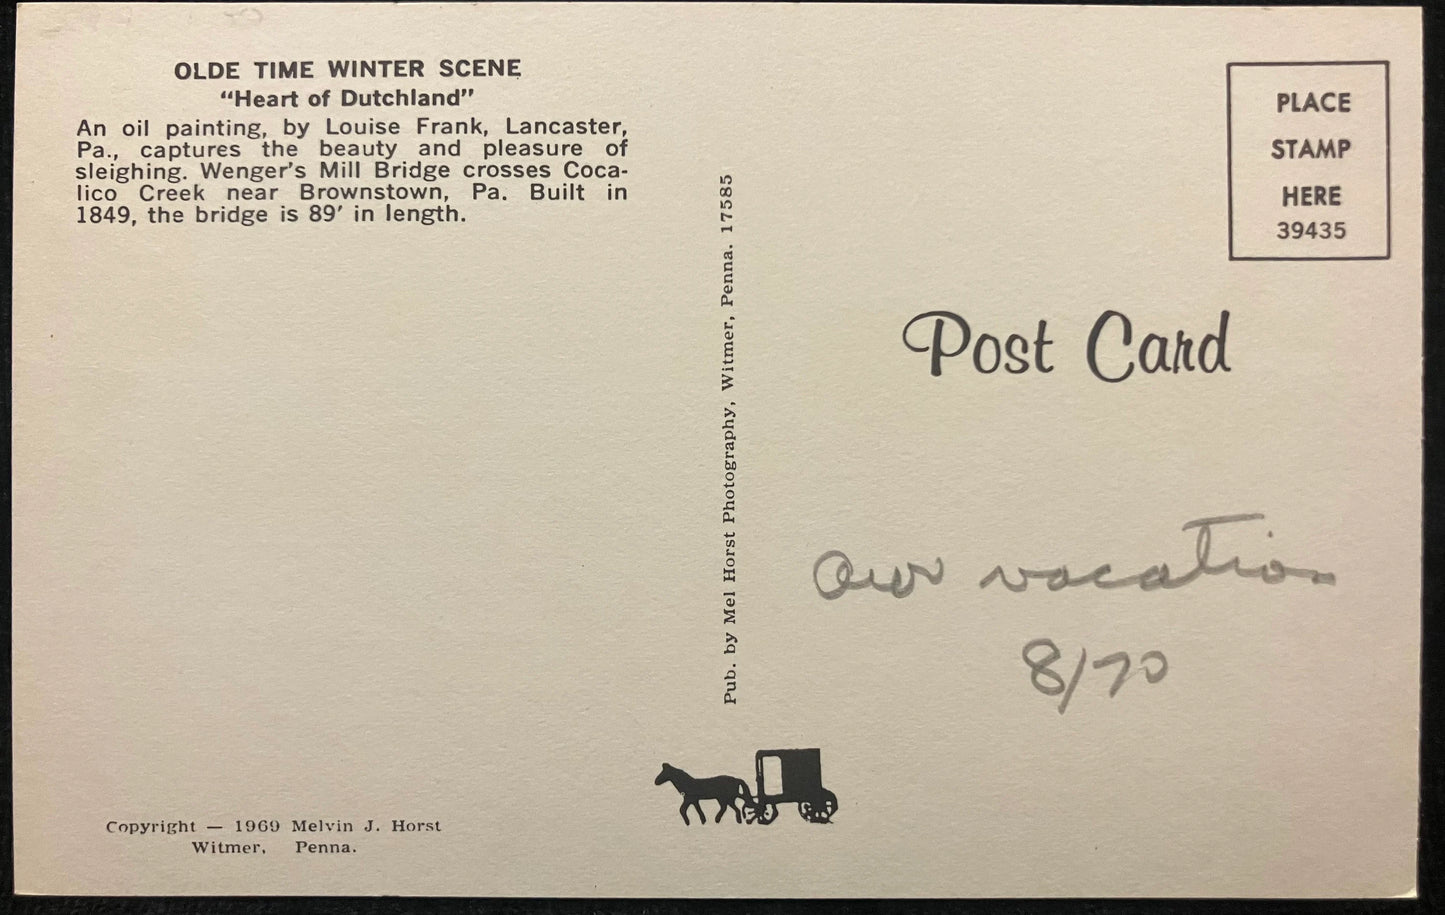 OLDE TIME WINTER SCENE
“Heart of Dutchland”
An oil painting, by Louise Frank, Lancaster,
Pa., captures the beauty and pleasure of
sleighing. Wenger’s Mill Bridge crosses Coca-
lico Creek near Brownstown, Pa. Built in
1849, the bridge is 89’ in length.
Copyright — 1969 Melvin J. Horst
Witmer, Penna.
Pub. by Mel Horst Photography, Witmer, Penna. 17585
PLACE
STAMP
HERE
39435
Post Card
Our vacation
8/70